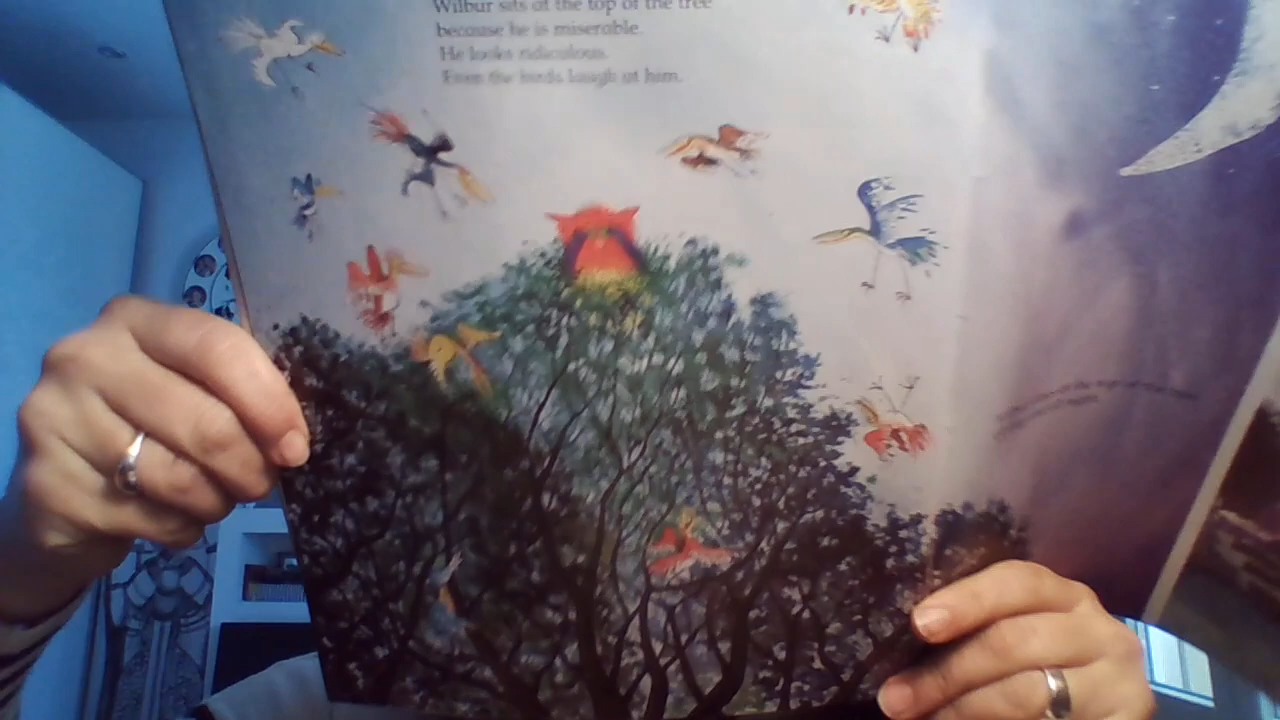 Wilbur sits at the top of the tree
because he is miserable.
He looks ridiculous.
Even the birds laugh at him.